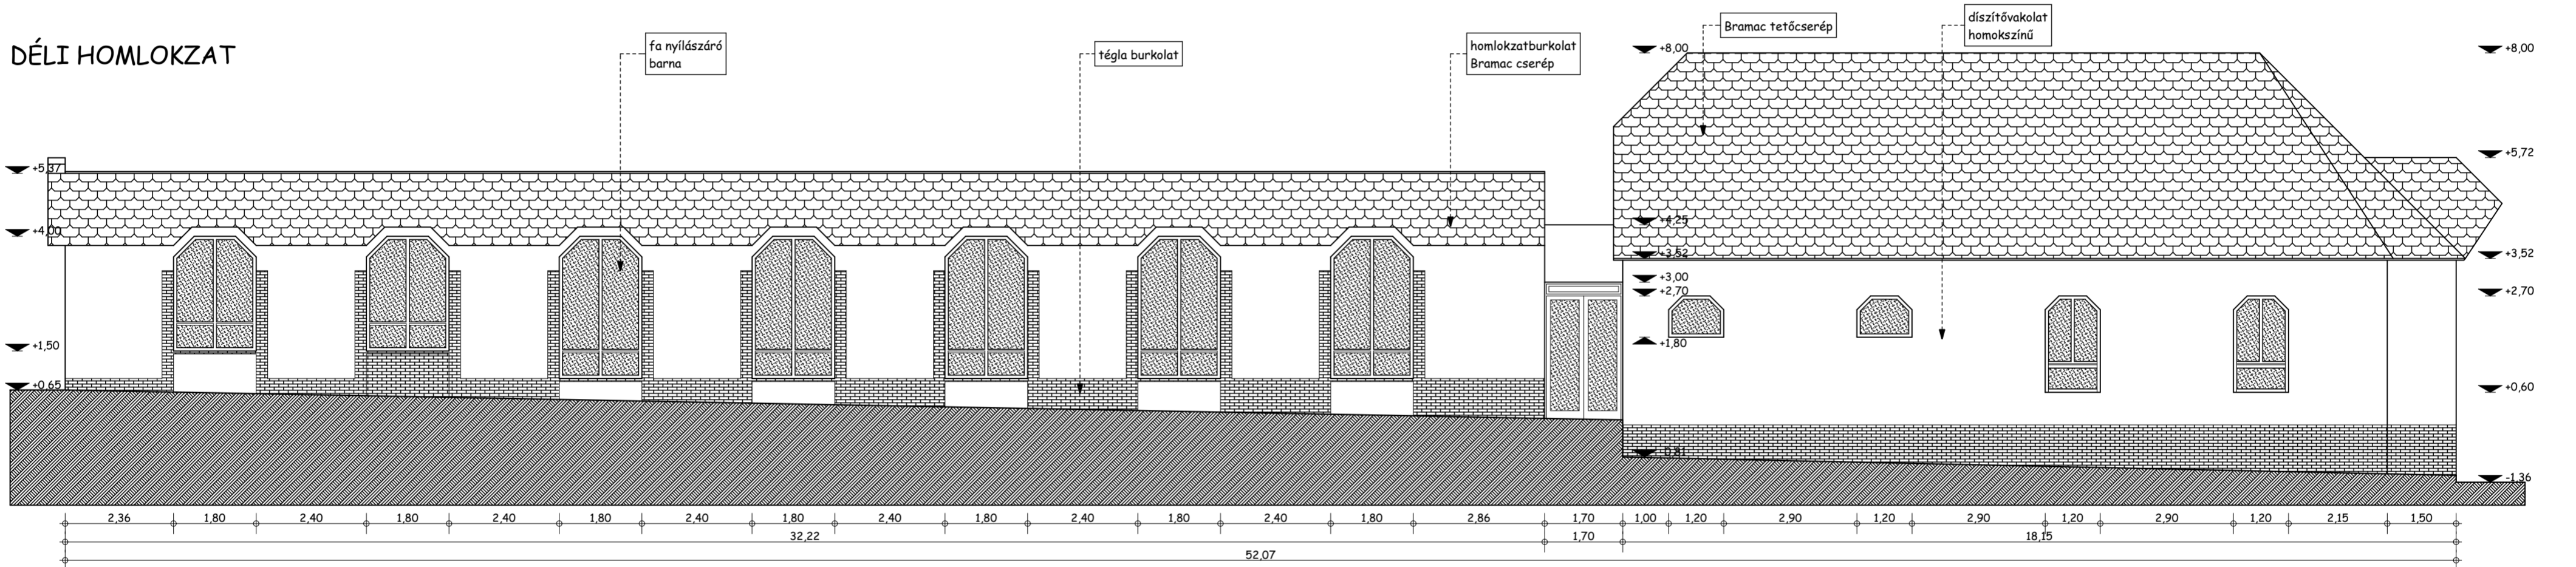 DÉLI HOMLOKZAT
fa nyílászáró
barna
tégla burkolat
homlokzatburkolat
Bramac cserép
Bramac tetőcserép
díszítővakolat
homokszínű
+5,37
+4,00
+1,50
+0,65
+8,00
+4,25
+3,52
+3,00
+2,70
+1,80
-0,81
+8,00
+5,72
+3,52
+2,70
+0,60
-1,36
2,36 1,80 2,40 1,80 2,40 1,80 2,40 1,80 2,40 1,80 2,40 1,80 2,40 1,80 2,86 1,70 1,00 1,20 2,90 1,20 2,90 1,20 2,90 1,20 2,15 1,50
32,22 1,70 18,15
52,07